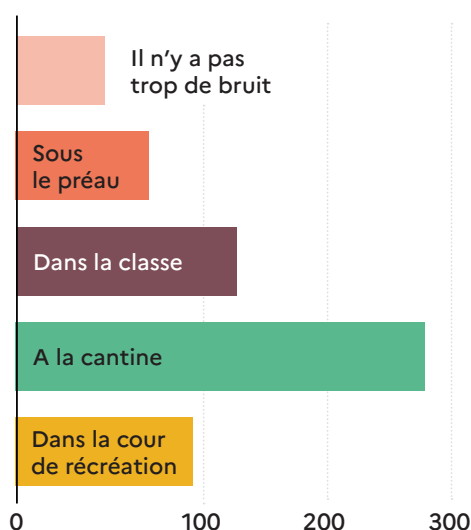 Il n'y a pas
trop de bruit
Sous
le préau
Dans la classe
A la cantine
Dans la cour
de récréation
0 100 200 300